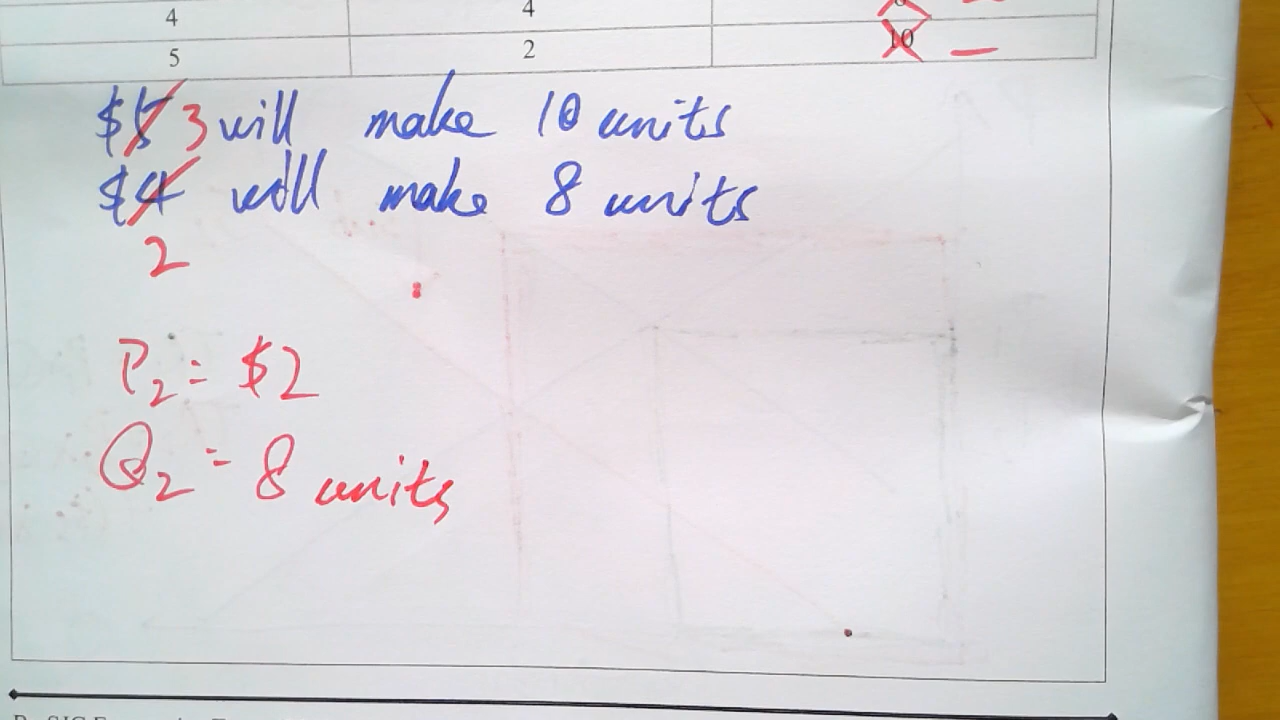 4 4
5 2 10 —
$5 3 will make 10 units
$4 will make 8 units
2
P2 = $2
Q2 = 8 units